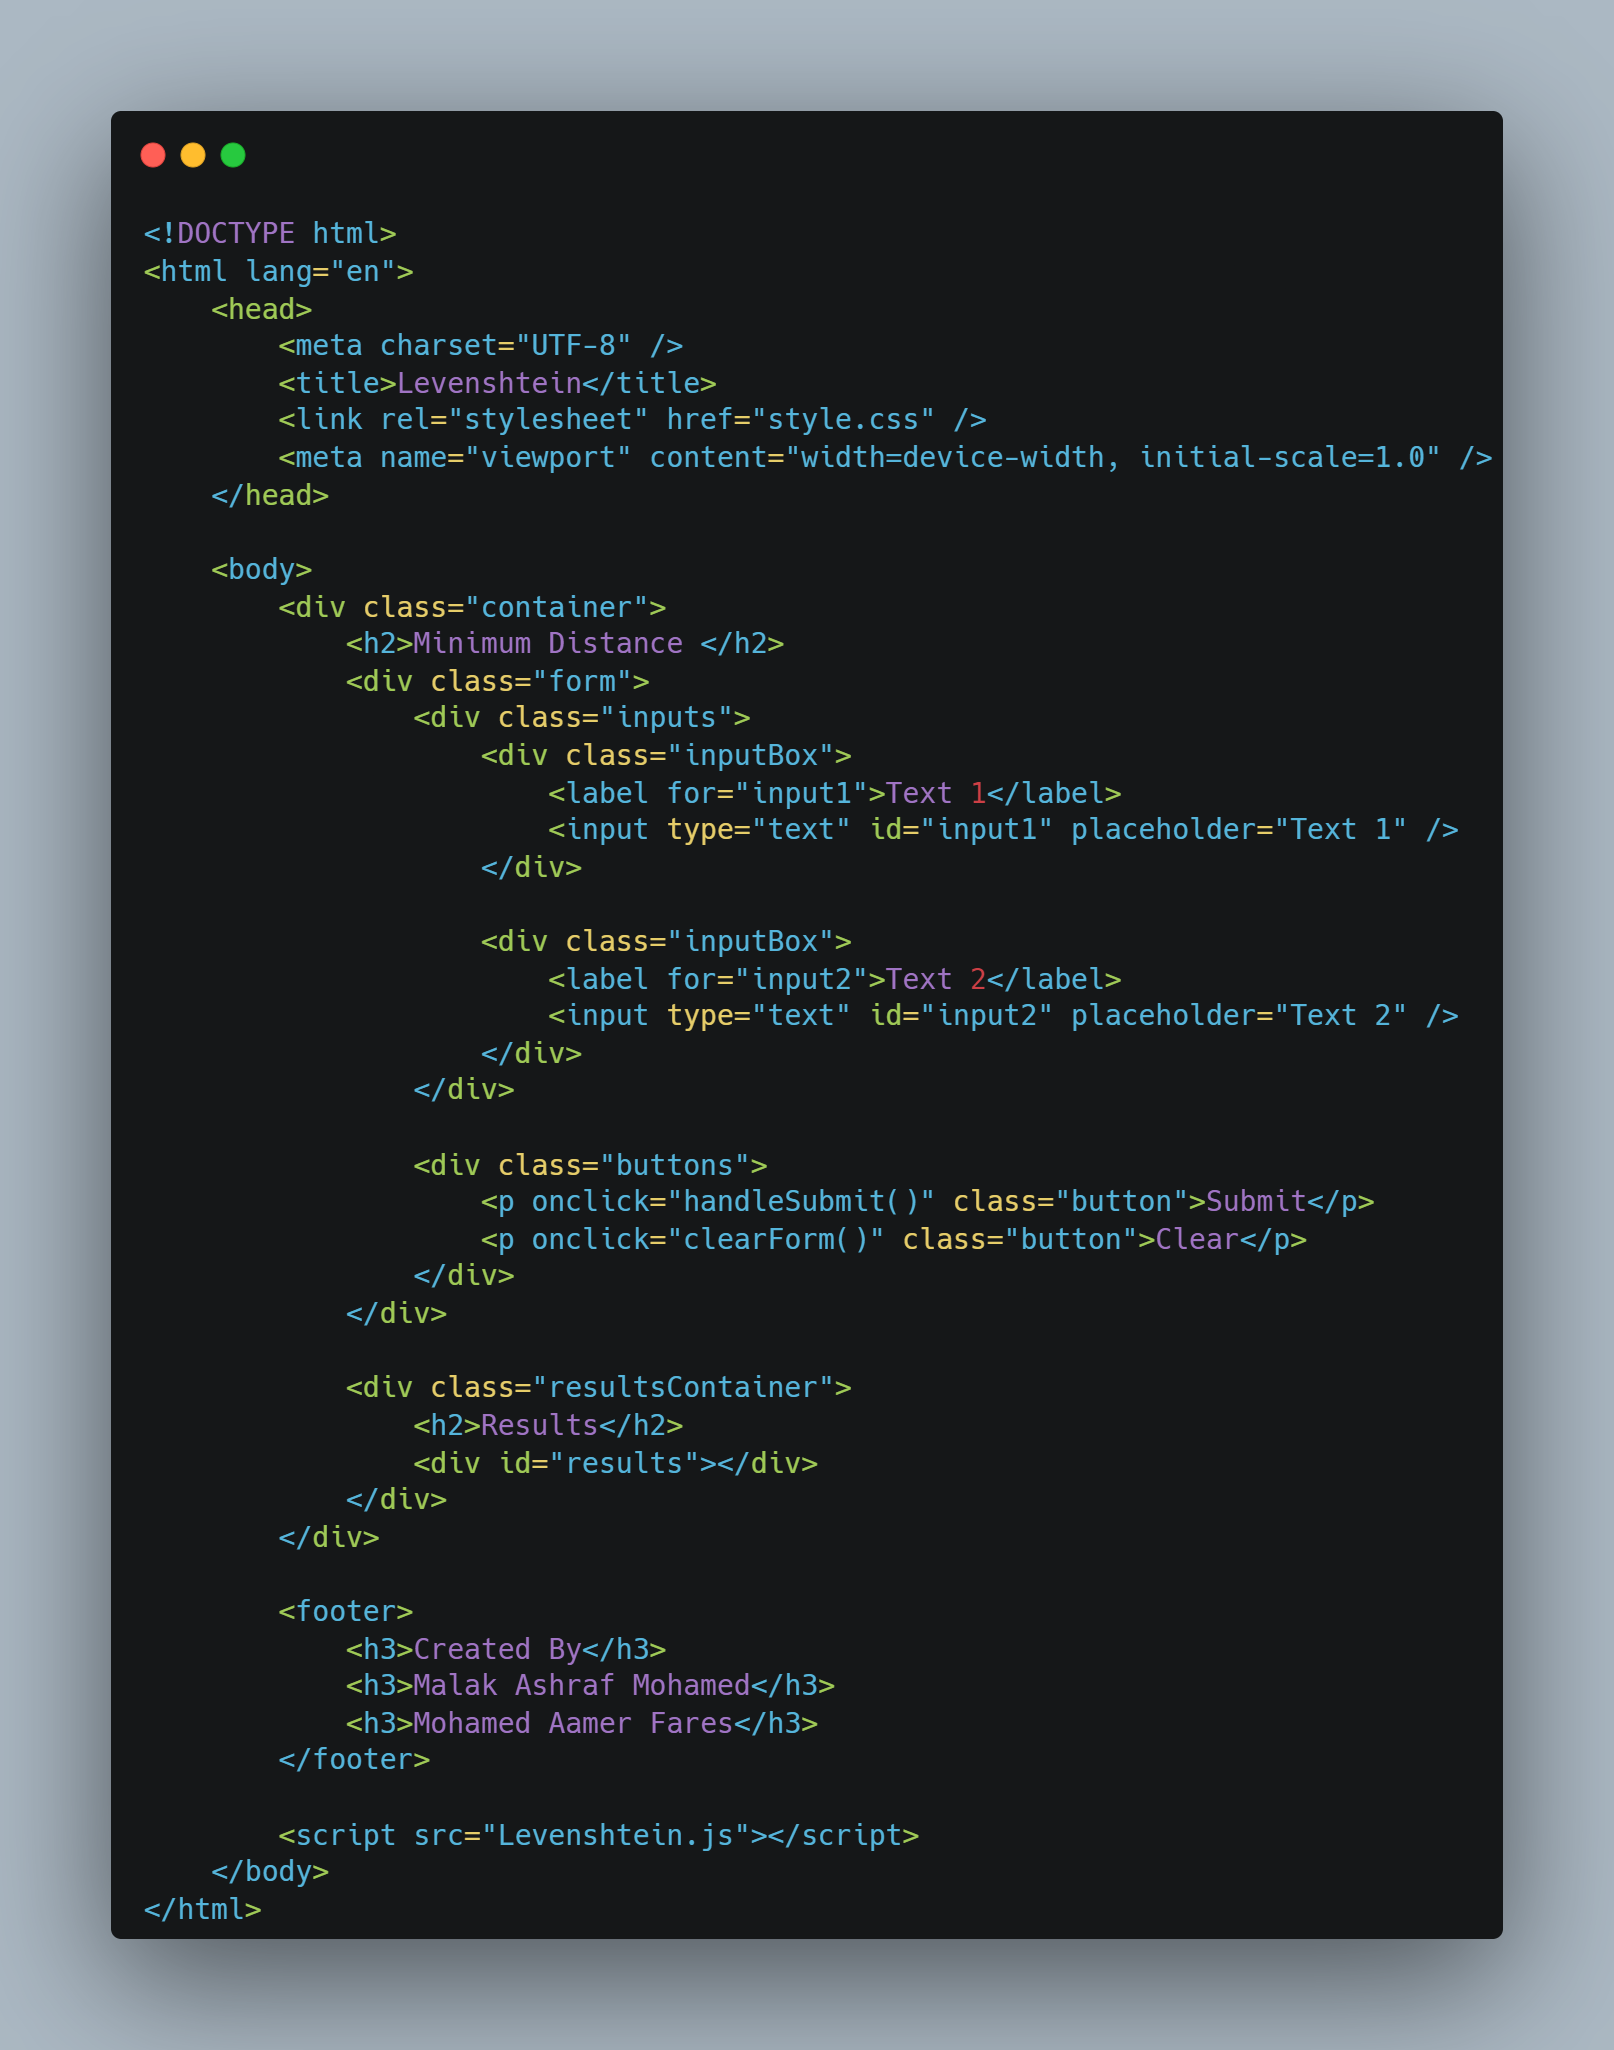 <!DOCTYPE html>
<html lang="en">
    <head>
        <meta charset="UTF-8" />
        <title>Levenshtein</title>
        <link rel="stylesheet" href="style.css" />
        <meta name="viewport" content="width=device-width, initial-scale=1.0" />
    </head>

    <body>
        <div class="container">
            <h2>Minimum Distance </h2>
            <div class="form">
                <div class="inputs">
                    <div class="inputBox">
                        <label for="input1">Text 1</label>
                        <input type="text" id="input1" placeholder="Text 1" />
                    </div>

                    <div class="inputBox">
                        <label for="input2">Text 2</label>
                        <input type="text" id="input2" placeholder="Text 2" />
                    </div>
                </div>

                <div class="buttons">
                    <p onclick="handleSubmit()" class="button">Submit</p>
                    <p onclick="clearForm()" class="button">Clear</p>
                </div>
            </div>

            <div class="resultsContainer">
                <h2>Results</h2>
                <div id="results"></div>
            </div>
        </div>

        <footer>
            <h3>Created By</h3>
            <h3>Malak Ashraf Mohamed</h3>
            <h3>Mohamed Aamer Fares</h3>
        </footer>

        <script src="Levenshtein.js"></script>
    </body>
</html>